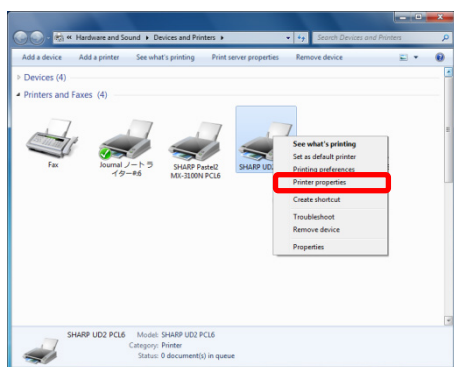 « Hardware and Sound ▸ Devices and Printers ▸
Search Devices and Printers
Add a device Add a printer See what's printing Print server properties Remove device
Devices (4)
Printers and Faxes (4)
Fax
Journal ノート ラ
イター#6
SHARP Pastel2
MX-3100N PCL6
SHARP UD
See what's printing
Set as default printer
Printing preferences
Printer properties
Create shortcut
Troubleshoot
Remove device
Properties
SHARP UD2 PCL6 Model: SHARP UD2 PCL6
Category: Printer
Status: 0 document(s) in queue